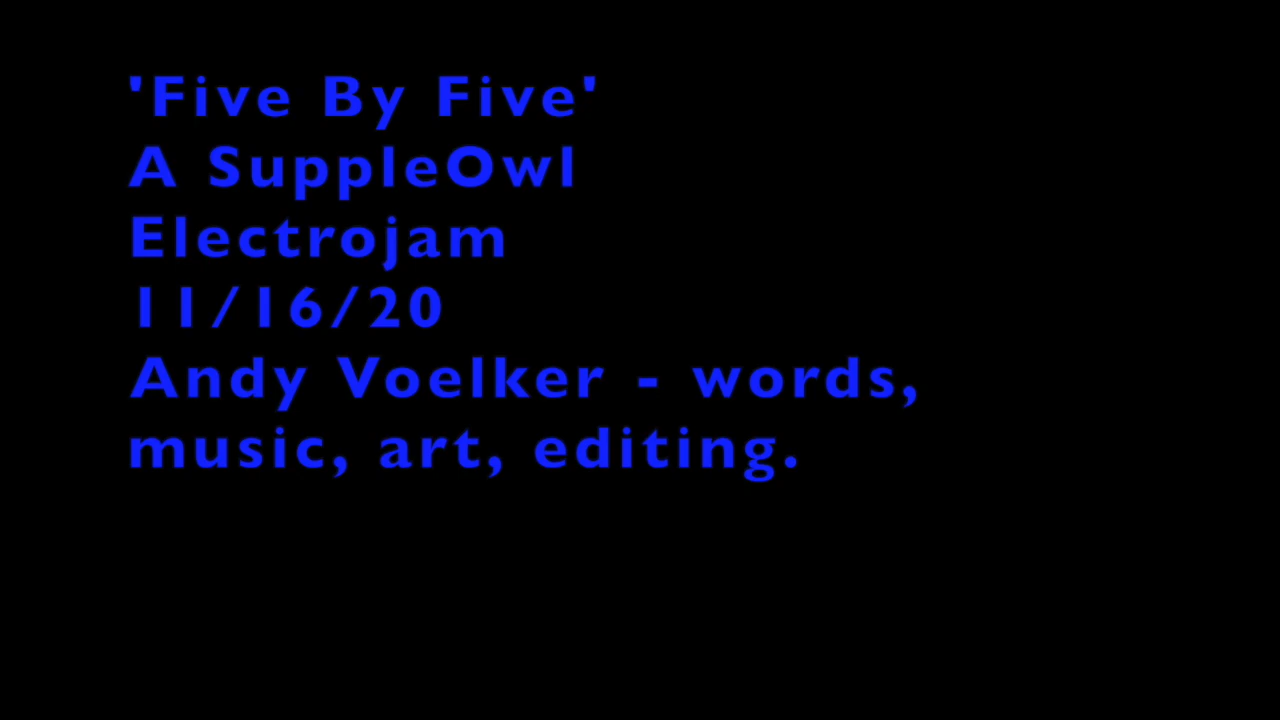 'Five By Five'
A SuppleOwl
Electrojam
11/16/20
Andy Voelker - words,
music, art, editing.